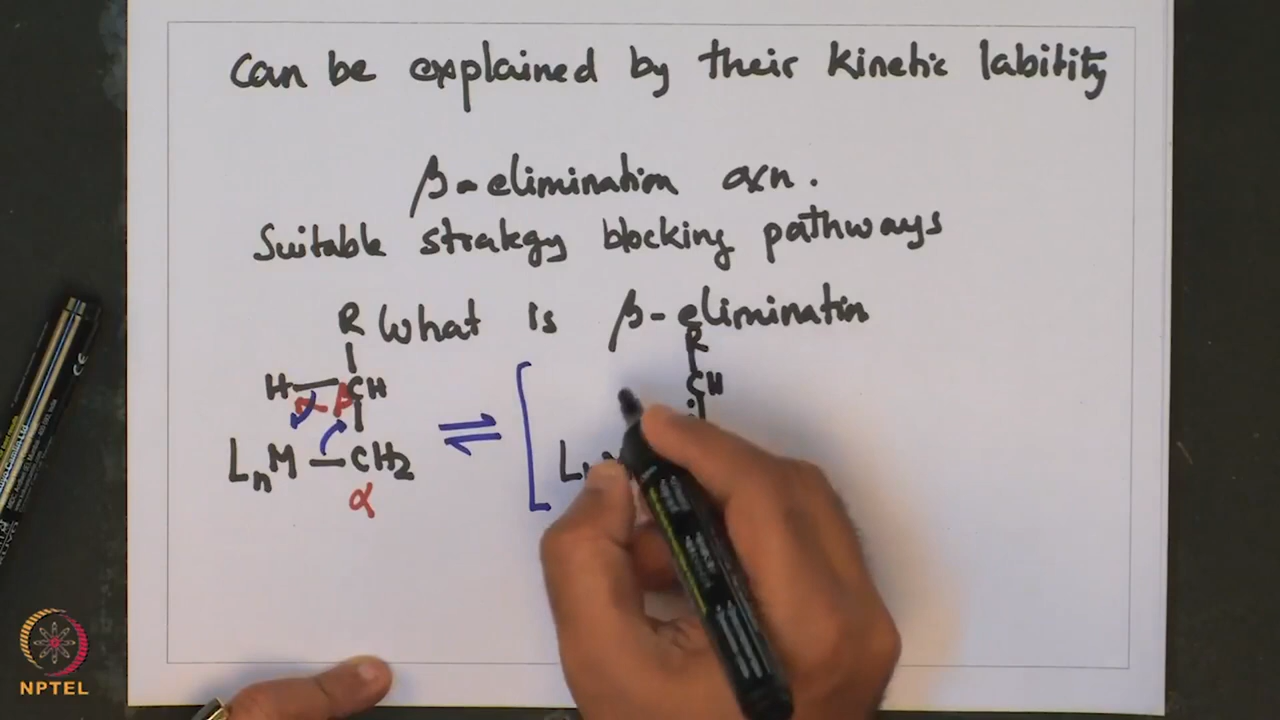 Can be explained by their kinetic lability
β-elimination rxn.
Suitable strategy blocking pathways
What is β-elimination
R
R
H—CH
β
CH
LnM—CH2
α
NPTEL